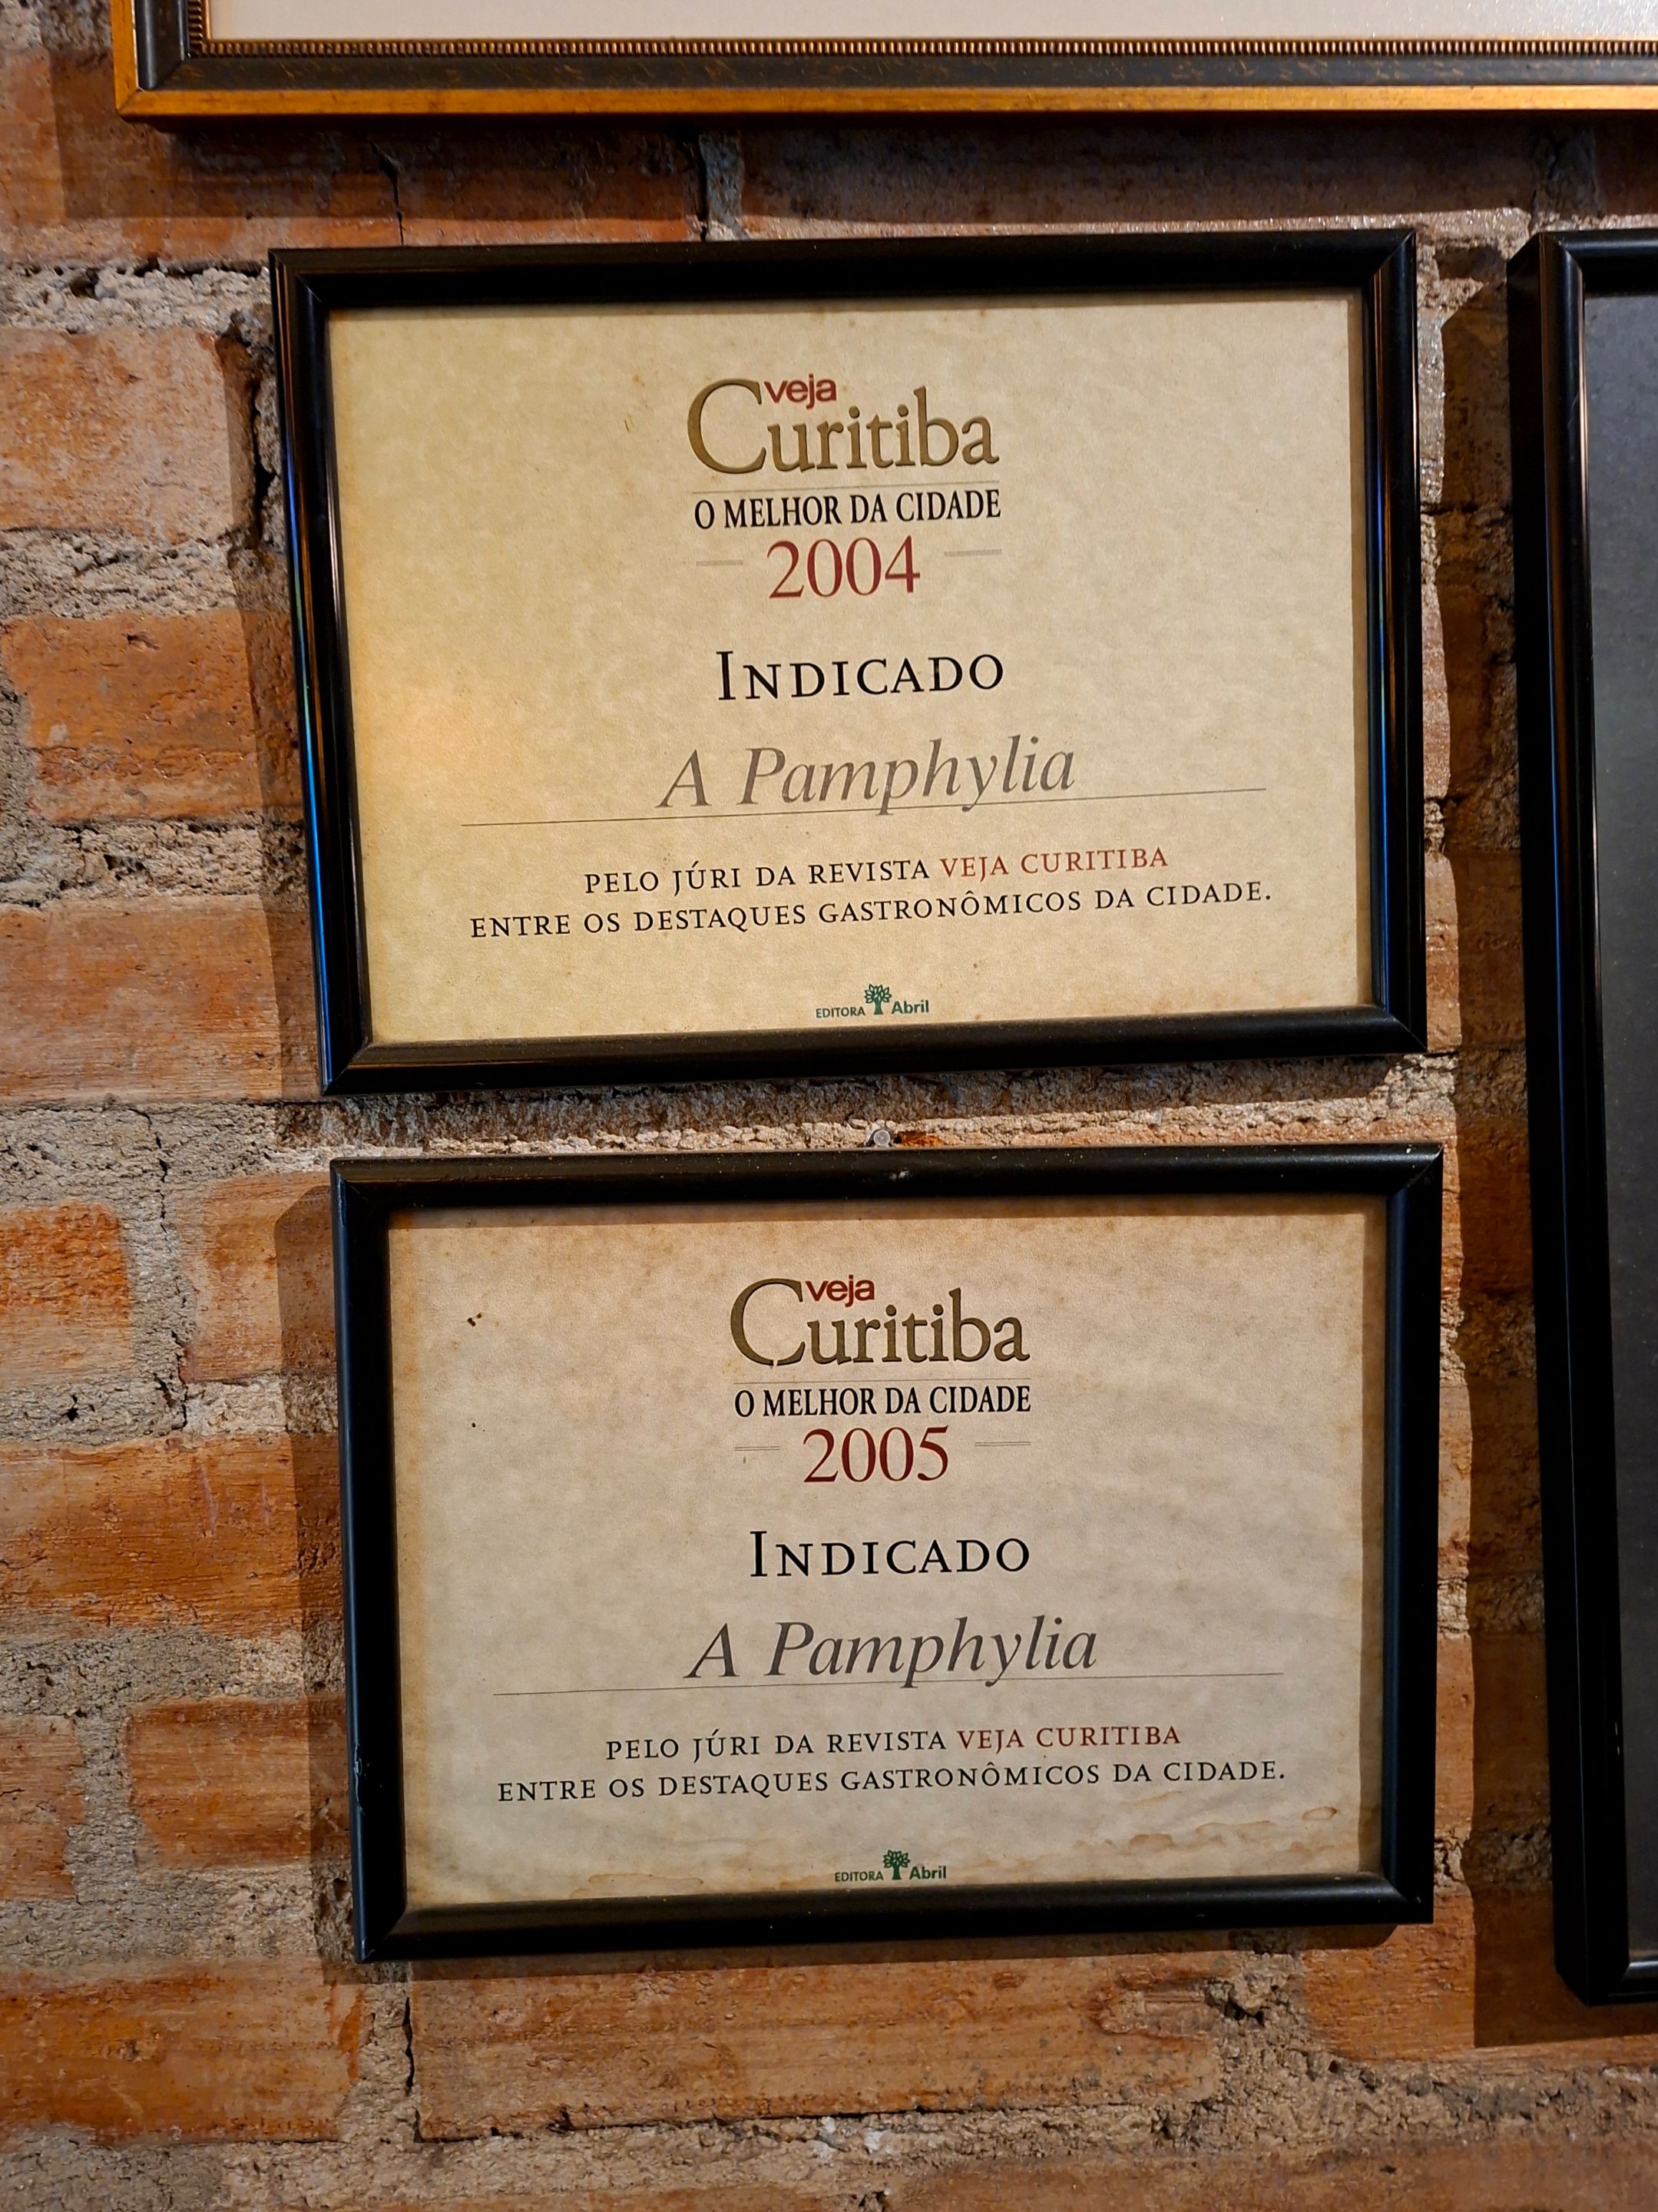 veja
Curitiba
O MELHOR DA CIDADE
2004
INDICADO
A Pamphylia
PELO JÚRI DA REVISTA VEJA CURITIBA
ENTRE OS DESTAQUES GASTRONÔMICOS DA CIDADE.
EDITORA Abril
veja
Curitiba
O MELHOR DA CIDADE
2005
INDICADO
A Pamphylia
PELO JÚRI DA REVISTA VEJA CURITIBA
ENTRE OS DESTAQUES GASTRONÔMICOS DA CIDADE.
EDITORA Abril